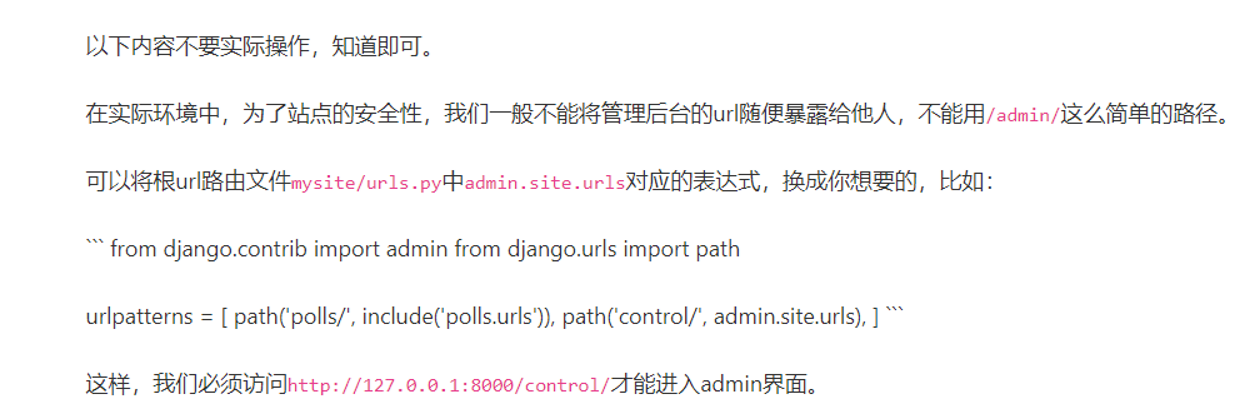 以下内容不要实际操作，知道即可。
在实际环境中，为了站点的安全性，我们一般不能将管理后台的url随便暴露给他人，不能用/admin/这么简单的路径。
可以将根url路由文件mysite/urls.py中admin.site.urls对应的表达式，换成你想要的，比如：
``` from django.contrib import admin from django.urls import path
urlpatterns = [ path('polls/', include('polls.urls')), path('control/', admin.site.urls), ] ```
这样，我们必须访问http://127.0.0.1:8000/control/才能进入admin界面。